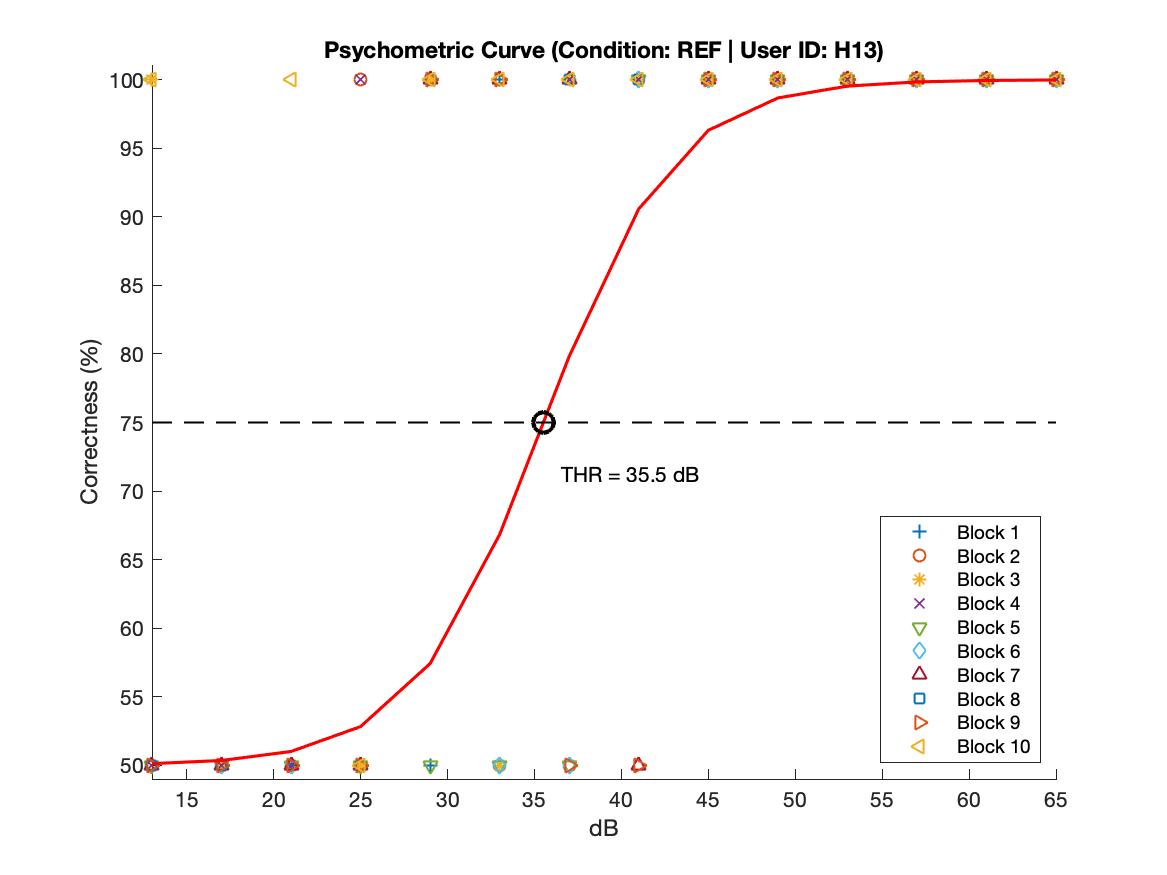 Psychometric Curve (Condition: REF | User ID: H13)
100
95
90
85
80
75
70
65
60
55
50
Correctness (%)
THR = 35.5 dB
Block 1
Block 2
Block 3
Block 4
Block 5
Block 6
Block 7
Block 8
Block 9
Block 10
15 20 25 30 35 40 45 50 55 60 65
dB